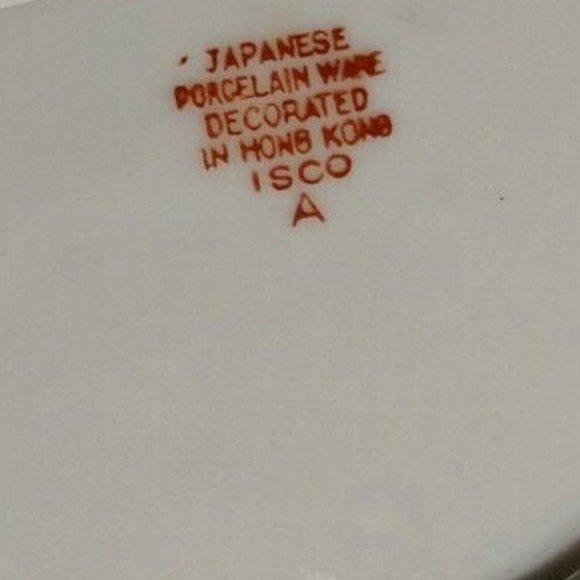 JAPANESE
PORCELAIN WARE
DECORATED
IN HONG KONG
ISCO
A